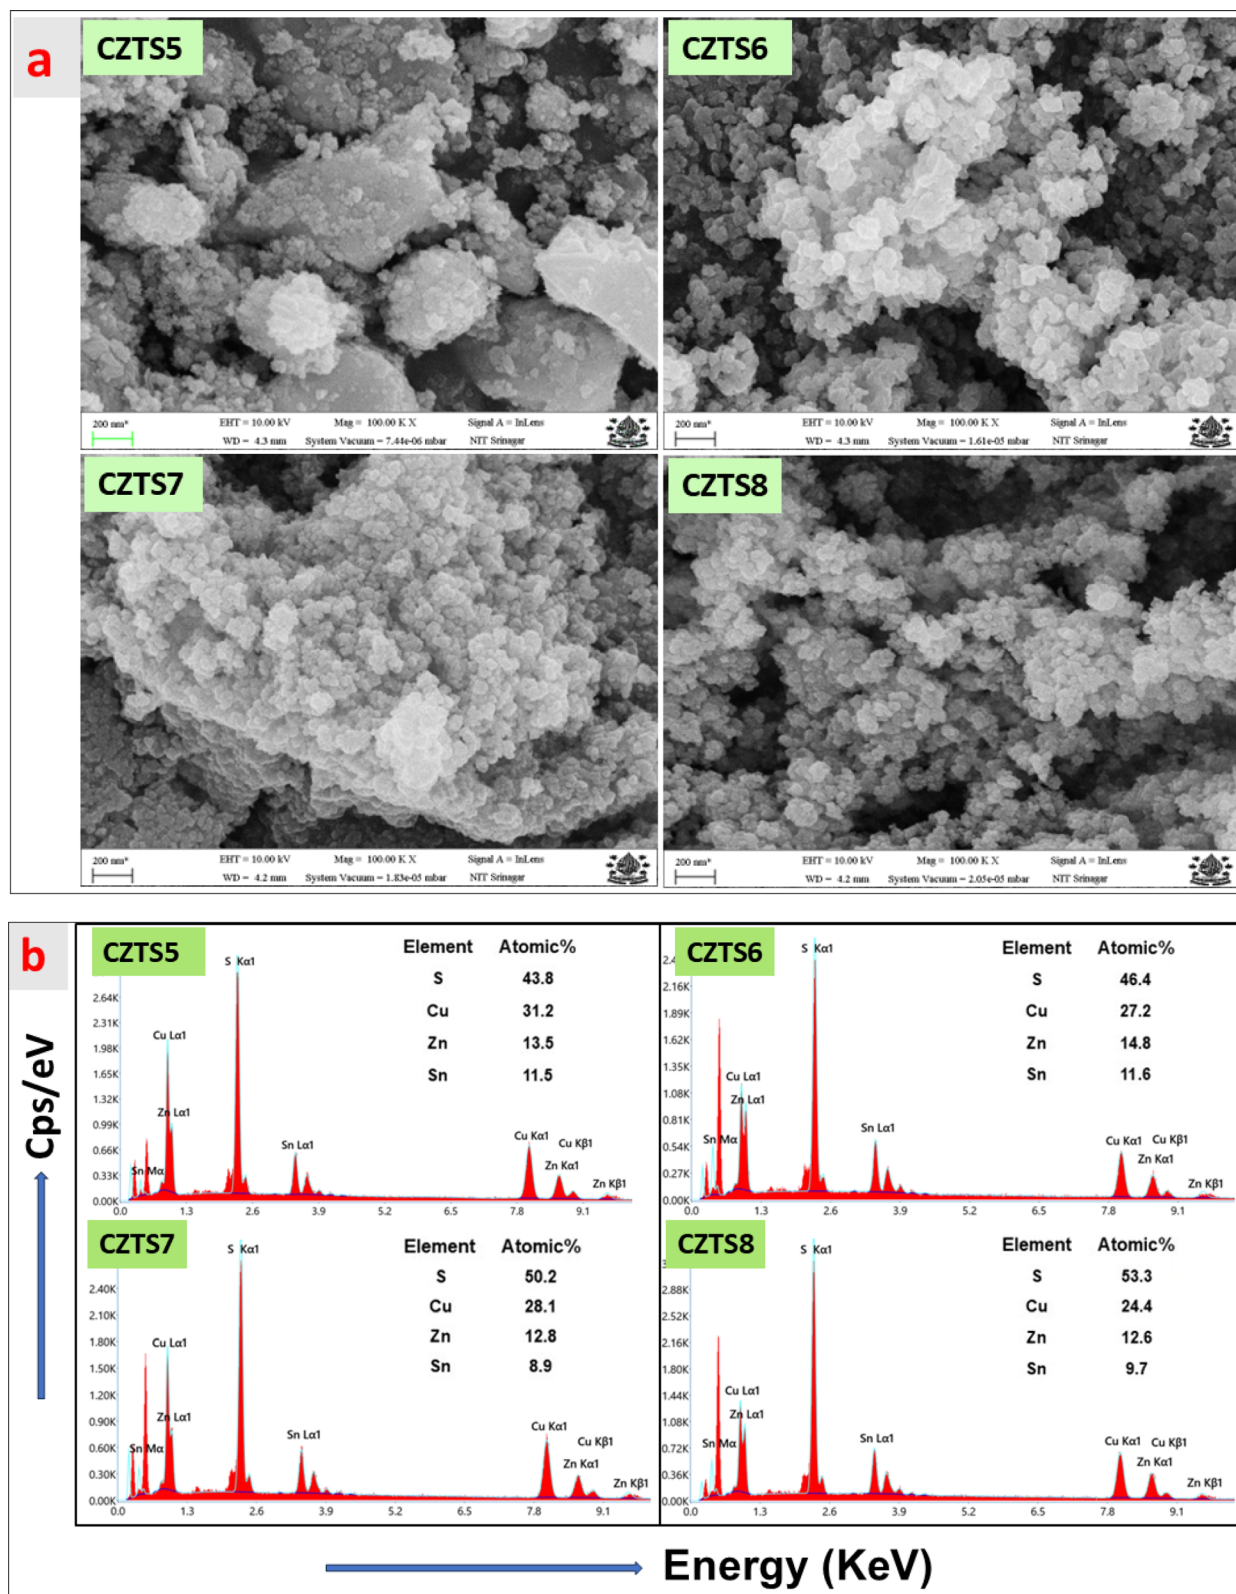 a
CZTS5
CZTS6
200 nm*
EHT = 10.00 kV
Mag = 100.00 K X
Signal A = InLens
WD = 4.3 mm
System Vacuum = 7.44e-06 mbar
NIT Srinagar
200 nm*
EHT = 10.00 kV
Mag = 100.00 K X
Signal A = InLens
WD = 4.3 mm
System Vacuum = 1.61e-05 mbar
NIT Srinagar
CZTS7
CZTS8
200 nm*
EHT = 10.00 kV
Mag = 100.00 K X
Signal A = InLens
WD = 4.2 mm
System Vacuum = 1.83e-05 mbar
NIT Srinagar
200 nm*
EHT = 10.00 kV
Mag = 100.00 K X
Signal A = InLens
WD = 4.2 mm
System Vacuum = 2.05e-05 mbar
NIT Srinagar
b
Cps/eV
CZTS5
Element Atomic%
S 43.8
Cu 31.2
Zn 13.5
Sn 11.5
S Kα1
Cu Lα1
Zn Lα1
Sn Mα
Sn Lα1
Cu Kα1
Cu Kβ1
Zn Kα1
Zn Kβ1
2.64K
2.31K
1.98K
1.65K
1.32K
0.99K
0.66K
0.33K
0.00K
0.0 1.3 2.6 3.9 5.2 6.5 7.8 9.1
CZTS6
Element Atomic%
S 46.4
Cu 27.2
Zn 14.8
Sn 11.6
S Kα1
Cu Lα1
Zn Lα1
Sn Mα
Sn Lα1
Cu Kα1
Cu Kβ1
Zn Kα1
Zn Kβ1
2.16K
1.89K
1.62K
1.35K
1.08K
0.81K
0.54K
0.27K
0.00K
0.0 1.3 2.6 3.9 5.2 6.5 7.8 9.1
CZTS7
Element Atomic%
S 50.2
Cu 28.1
Zn 12.8
Sn 8.9
S Kα1
Cu Lα1
Zn Lα1
Sn Mα
Sn Lα1
Cu Kα1
Cu Kβ1
Zn Kα1
Zn Kβ1
2.40K
2.10K
1.80K
1.50K
1.20K
0.90K
0.60K
0.30K
0.00K
0.0 1.3 2.6 3.9 5.2 6.5 7.8 9.1
CZTS8
Element Atomic%
S 53.3
Cu 24.4
Zn 12.6
Sn 9.7
S Kα1
Cu Lα1
Zn Lα1
Sn Mα
Sn Lα1
Cu Kα1
Cu Kβ1
Zn Kα1
Zn Kβ1
2.88K
2.52K
2.16K
1.80K
1.44K
1.08K
0.72K
0.36K
0.00K
0.0 1.3 2.6 3.9 5.2 6.5 7.8 9.1
Energy (KeV)